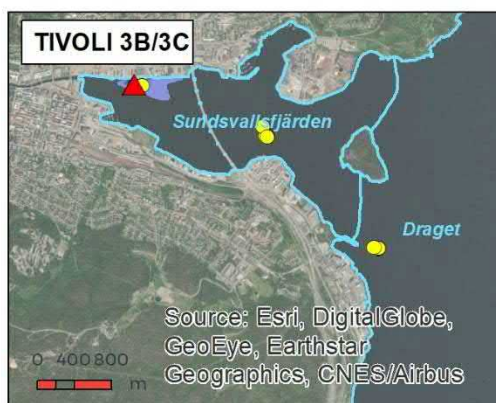 TIVOLI 3B/3C
Sundsvallsfjärden
Draget
Source: Esri, DigitalGlobe,
GeoEye, Earthstar
Geographics, CNES/Airbus
0 400 800
m